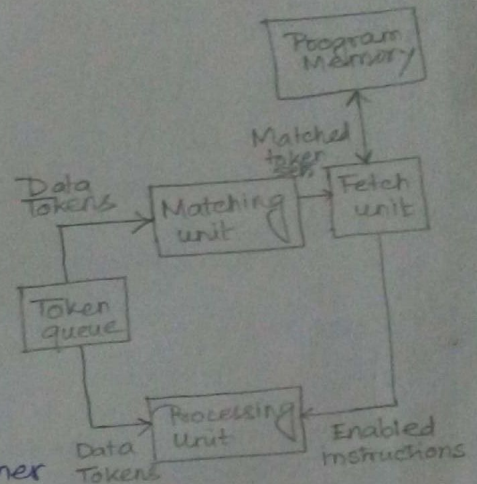 Program
Memory
Matched
token
Data
Tokens
Matching
unit
Fetch
unit
Token
queue
Processing
unit
Data
Tokens
Enabled
instructions
ner